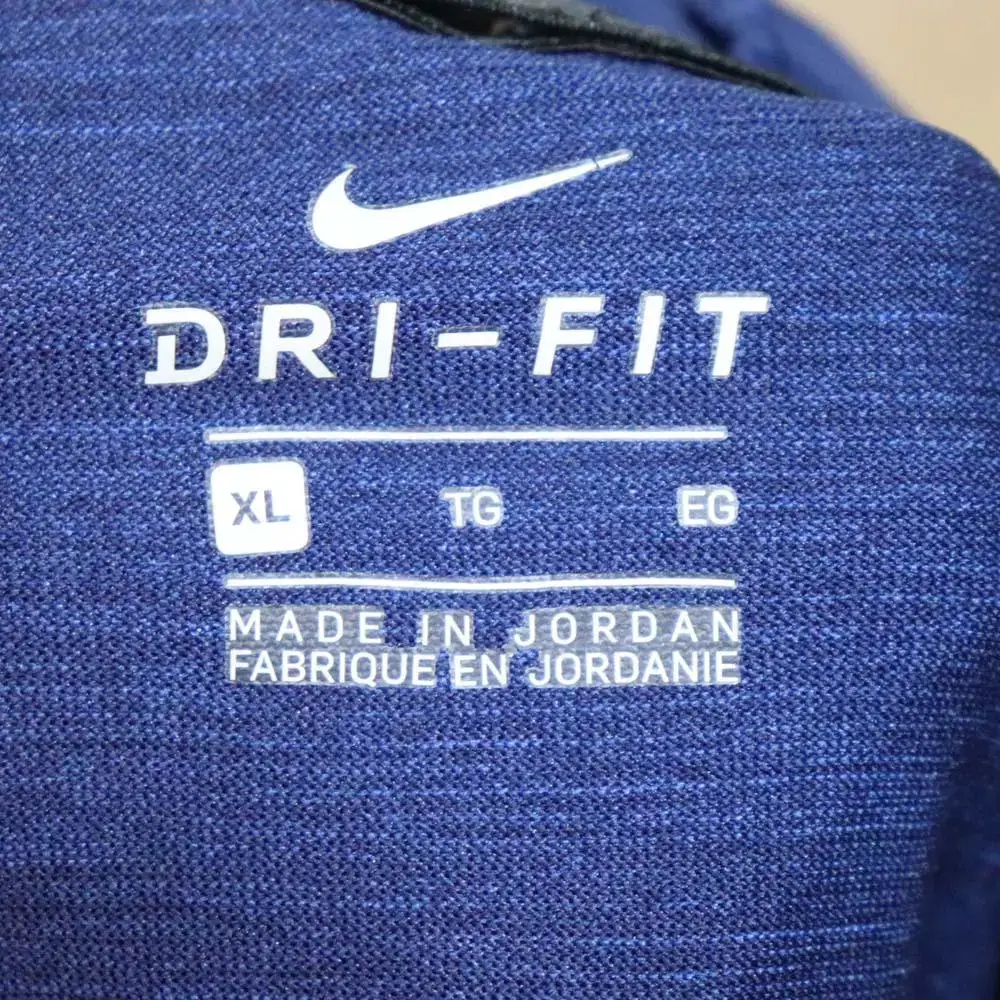 DRI-FIT
XL TG EG
MADE IN JORDAN
FABRIQUE EN JORDANIE